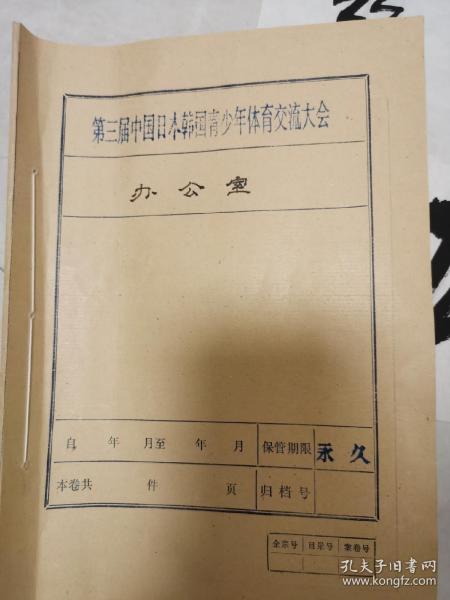 第三届中国日本韩国青少年体育交流大会
办公室
自 年 月至 年 月 保管期限 永久
本卷共 件 页 归档号
全宗号 目录号 案卷号
孔夫子旧书网
www.kongfz.com